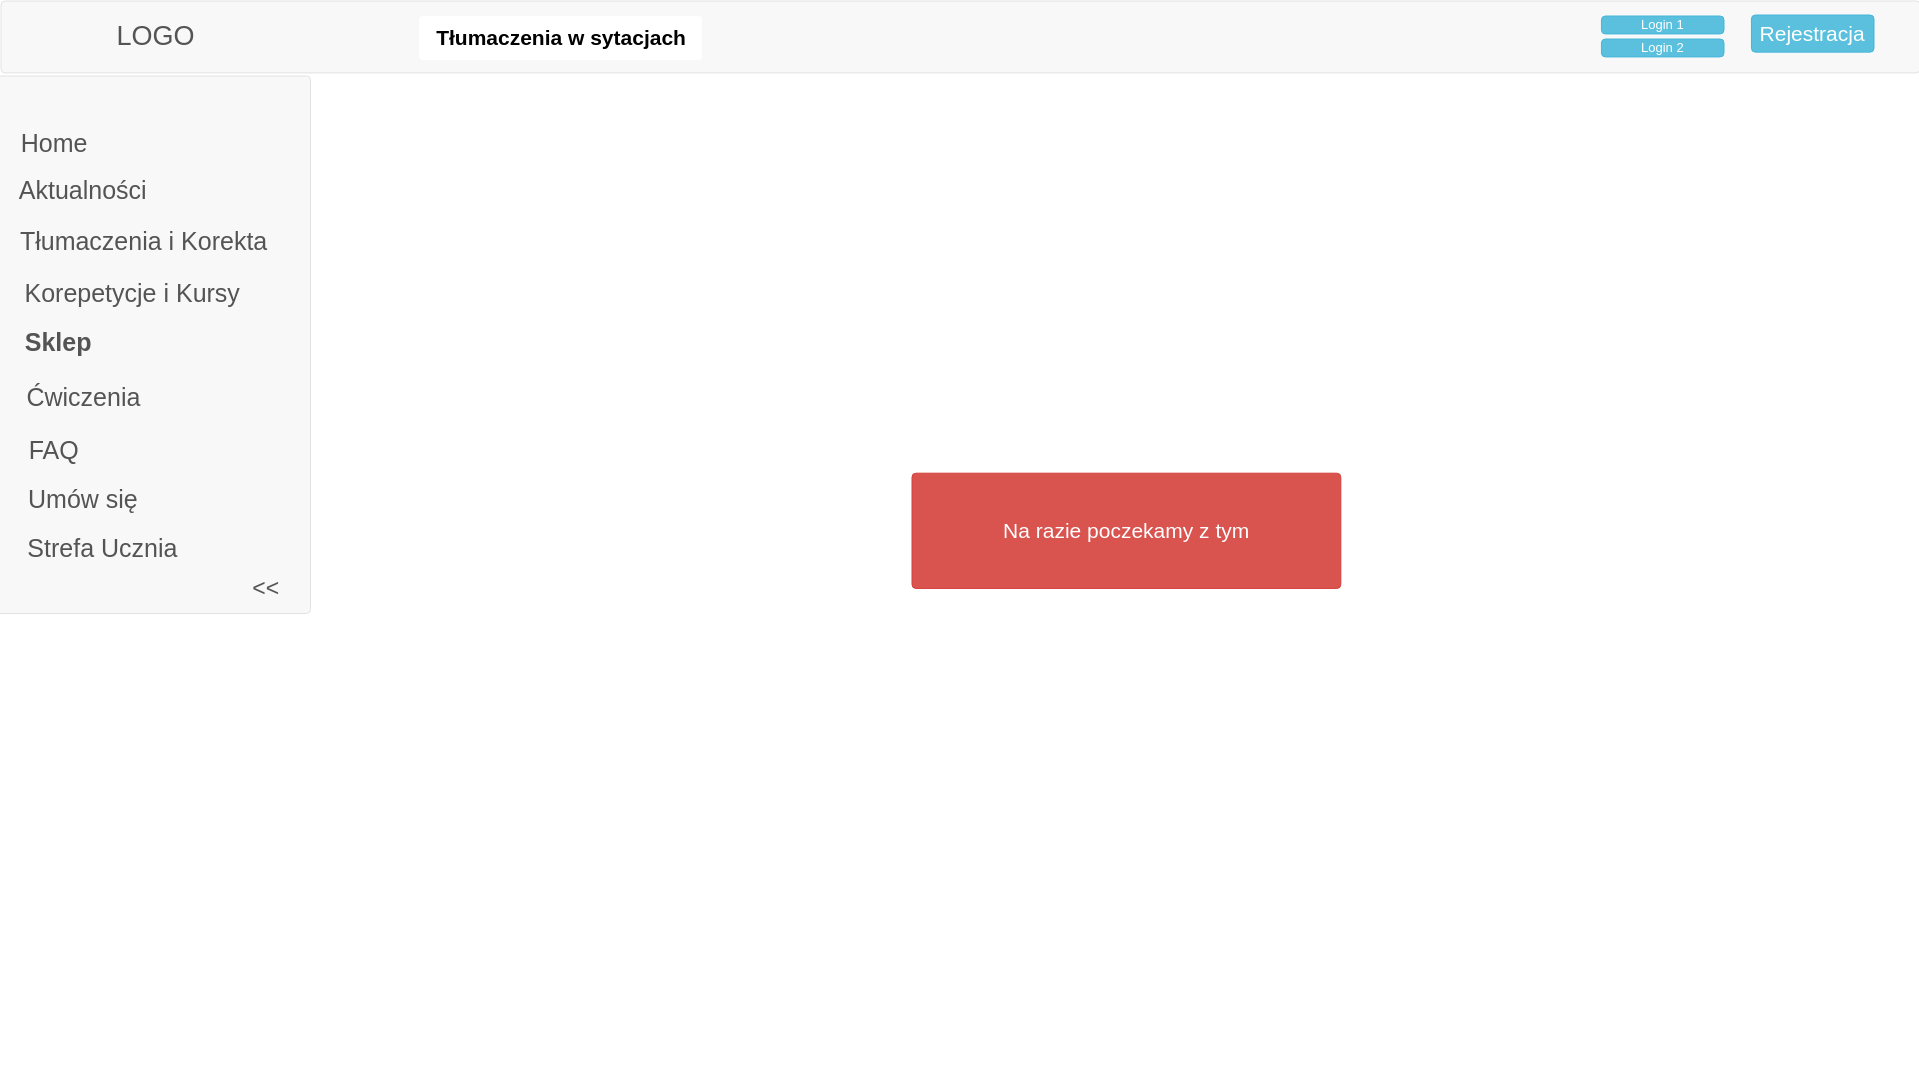 LOGO
Tłumaczenia w sytacjach
Login 1
Login 2
Rejestracja
Home
Aktualności
Tłumaczenia i Korekta
Korepetycje i Kursy
Sklep
Ćwiczenia
FAQ
Umów się
Strefa Ucznia
<<
Na razie poczekamy z tym